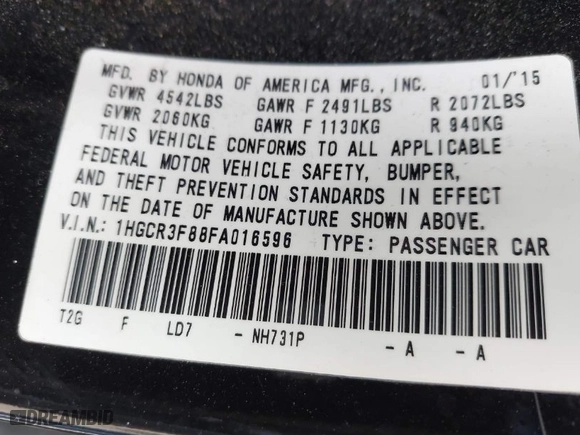 MFD. BY HONDA OF AMERICA MFG., INC. 01/'15
GVWR 4542LBS GAWR F 2491LBS R 2072LBS
GVWR 2060KG GAWR F 1130KG R 940KG
THIS VEHICLE CONFORMS TO ALL APPLICABLE
FEDERAL MOTOR VEHICLE SAFETY, BUMPER,
AND THEFT PREVENTION STANDARDS IN EFFECT
ON THE DATE OF MANUFACTURE SHOWN ABOVE.
V.I.N.: 1HGCR3F88FA016596 TYPE: PASSENGER CAR
T2G F LD7 - NH731P - A - A
DREAMBID